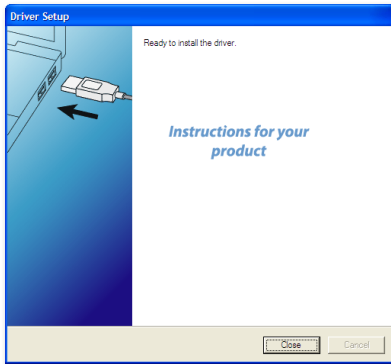 Driver Setup
Ready to install the driver.
Instructions for your
product
Close
Cancel